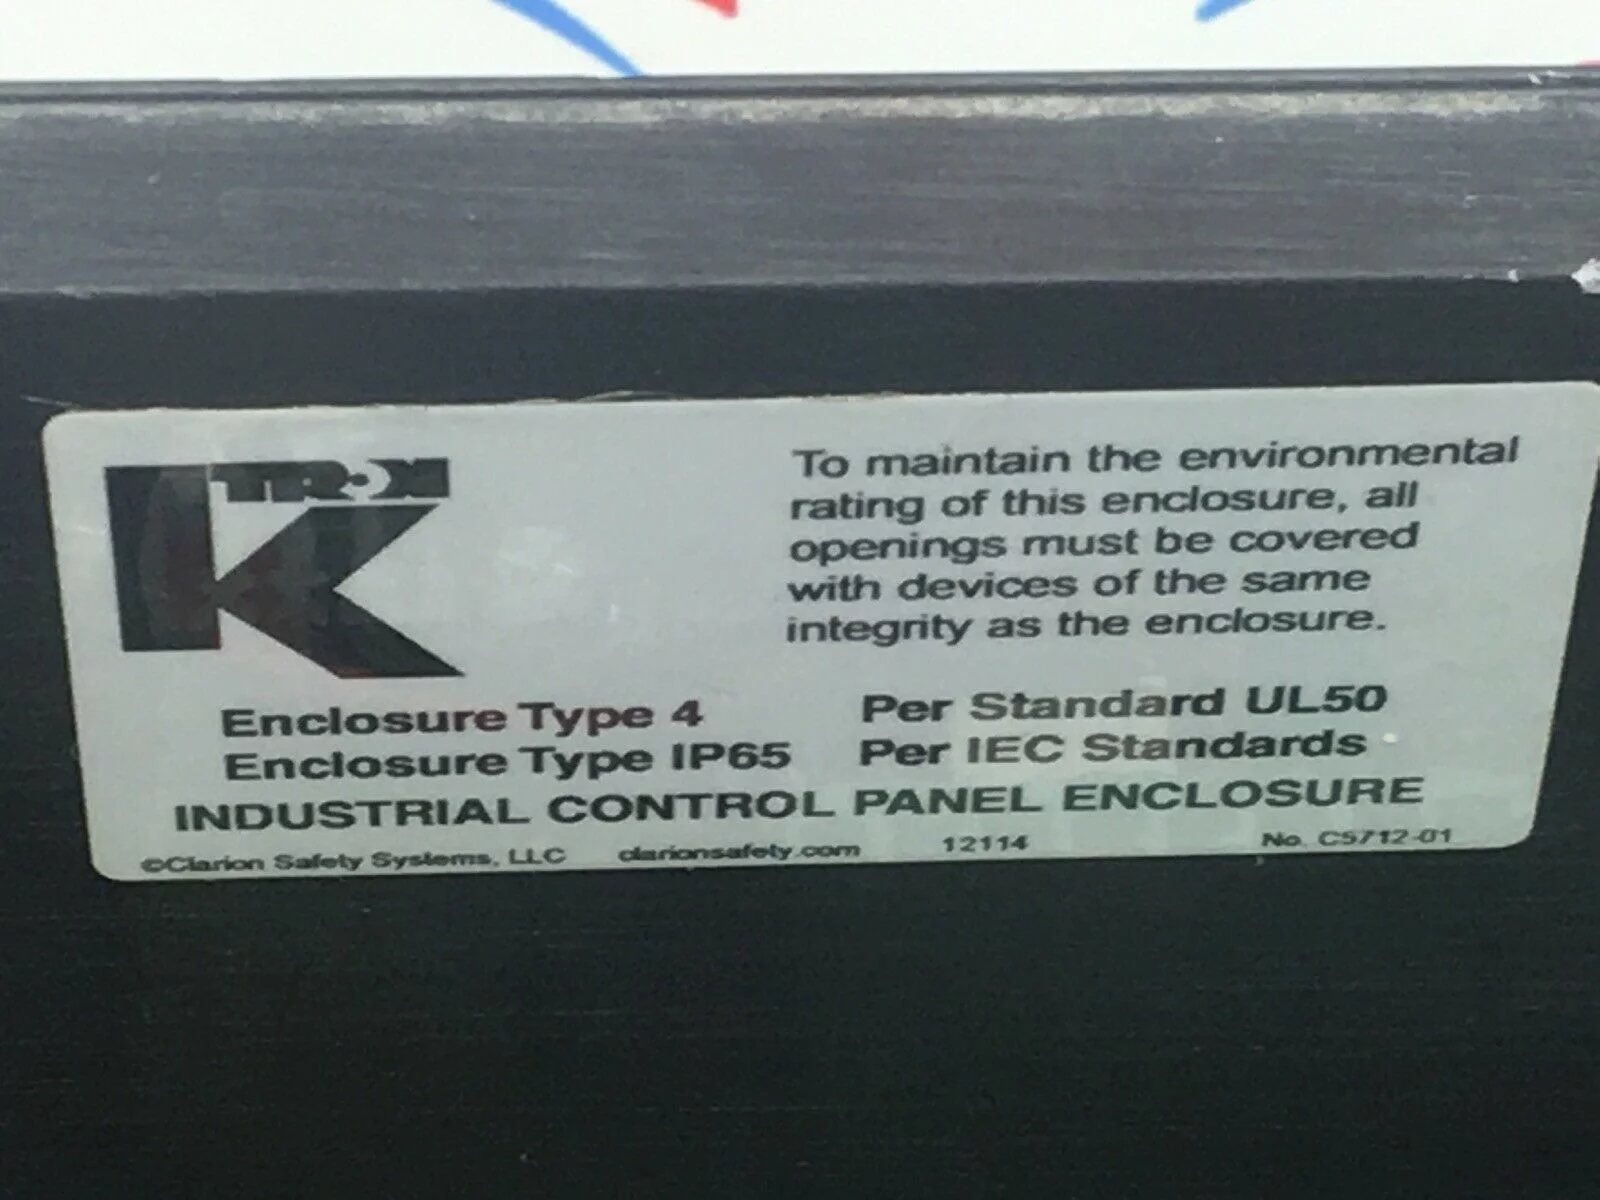 K-TRON
To maintain the environmental
rating of this enclosure, all
openings must be covered
with devices of the same
integrity as the enclosure.
Enclosure Type 4 Per Standard UL50
Enclosure Type IP65 Per IEC Standards
INDUSTRIAL CONTROL PANEL ENCLOSURE
©Clarion Safety Systems, LLC clarionsafety.com 12114 No. C5712-01